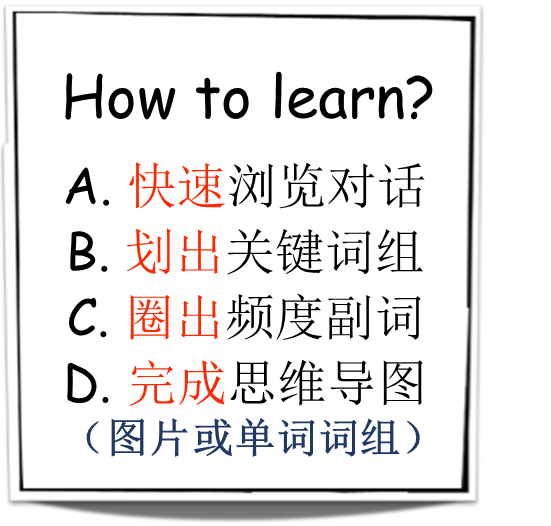 How to learn?
A. 快速浏览对话
B. 划出关键词组
C. 圈出频度副词
D. 完成思维导图
（图片或单词词组）